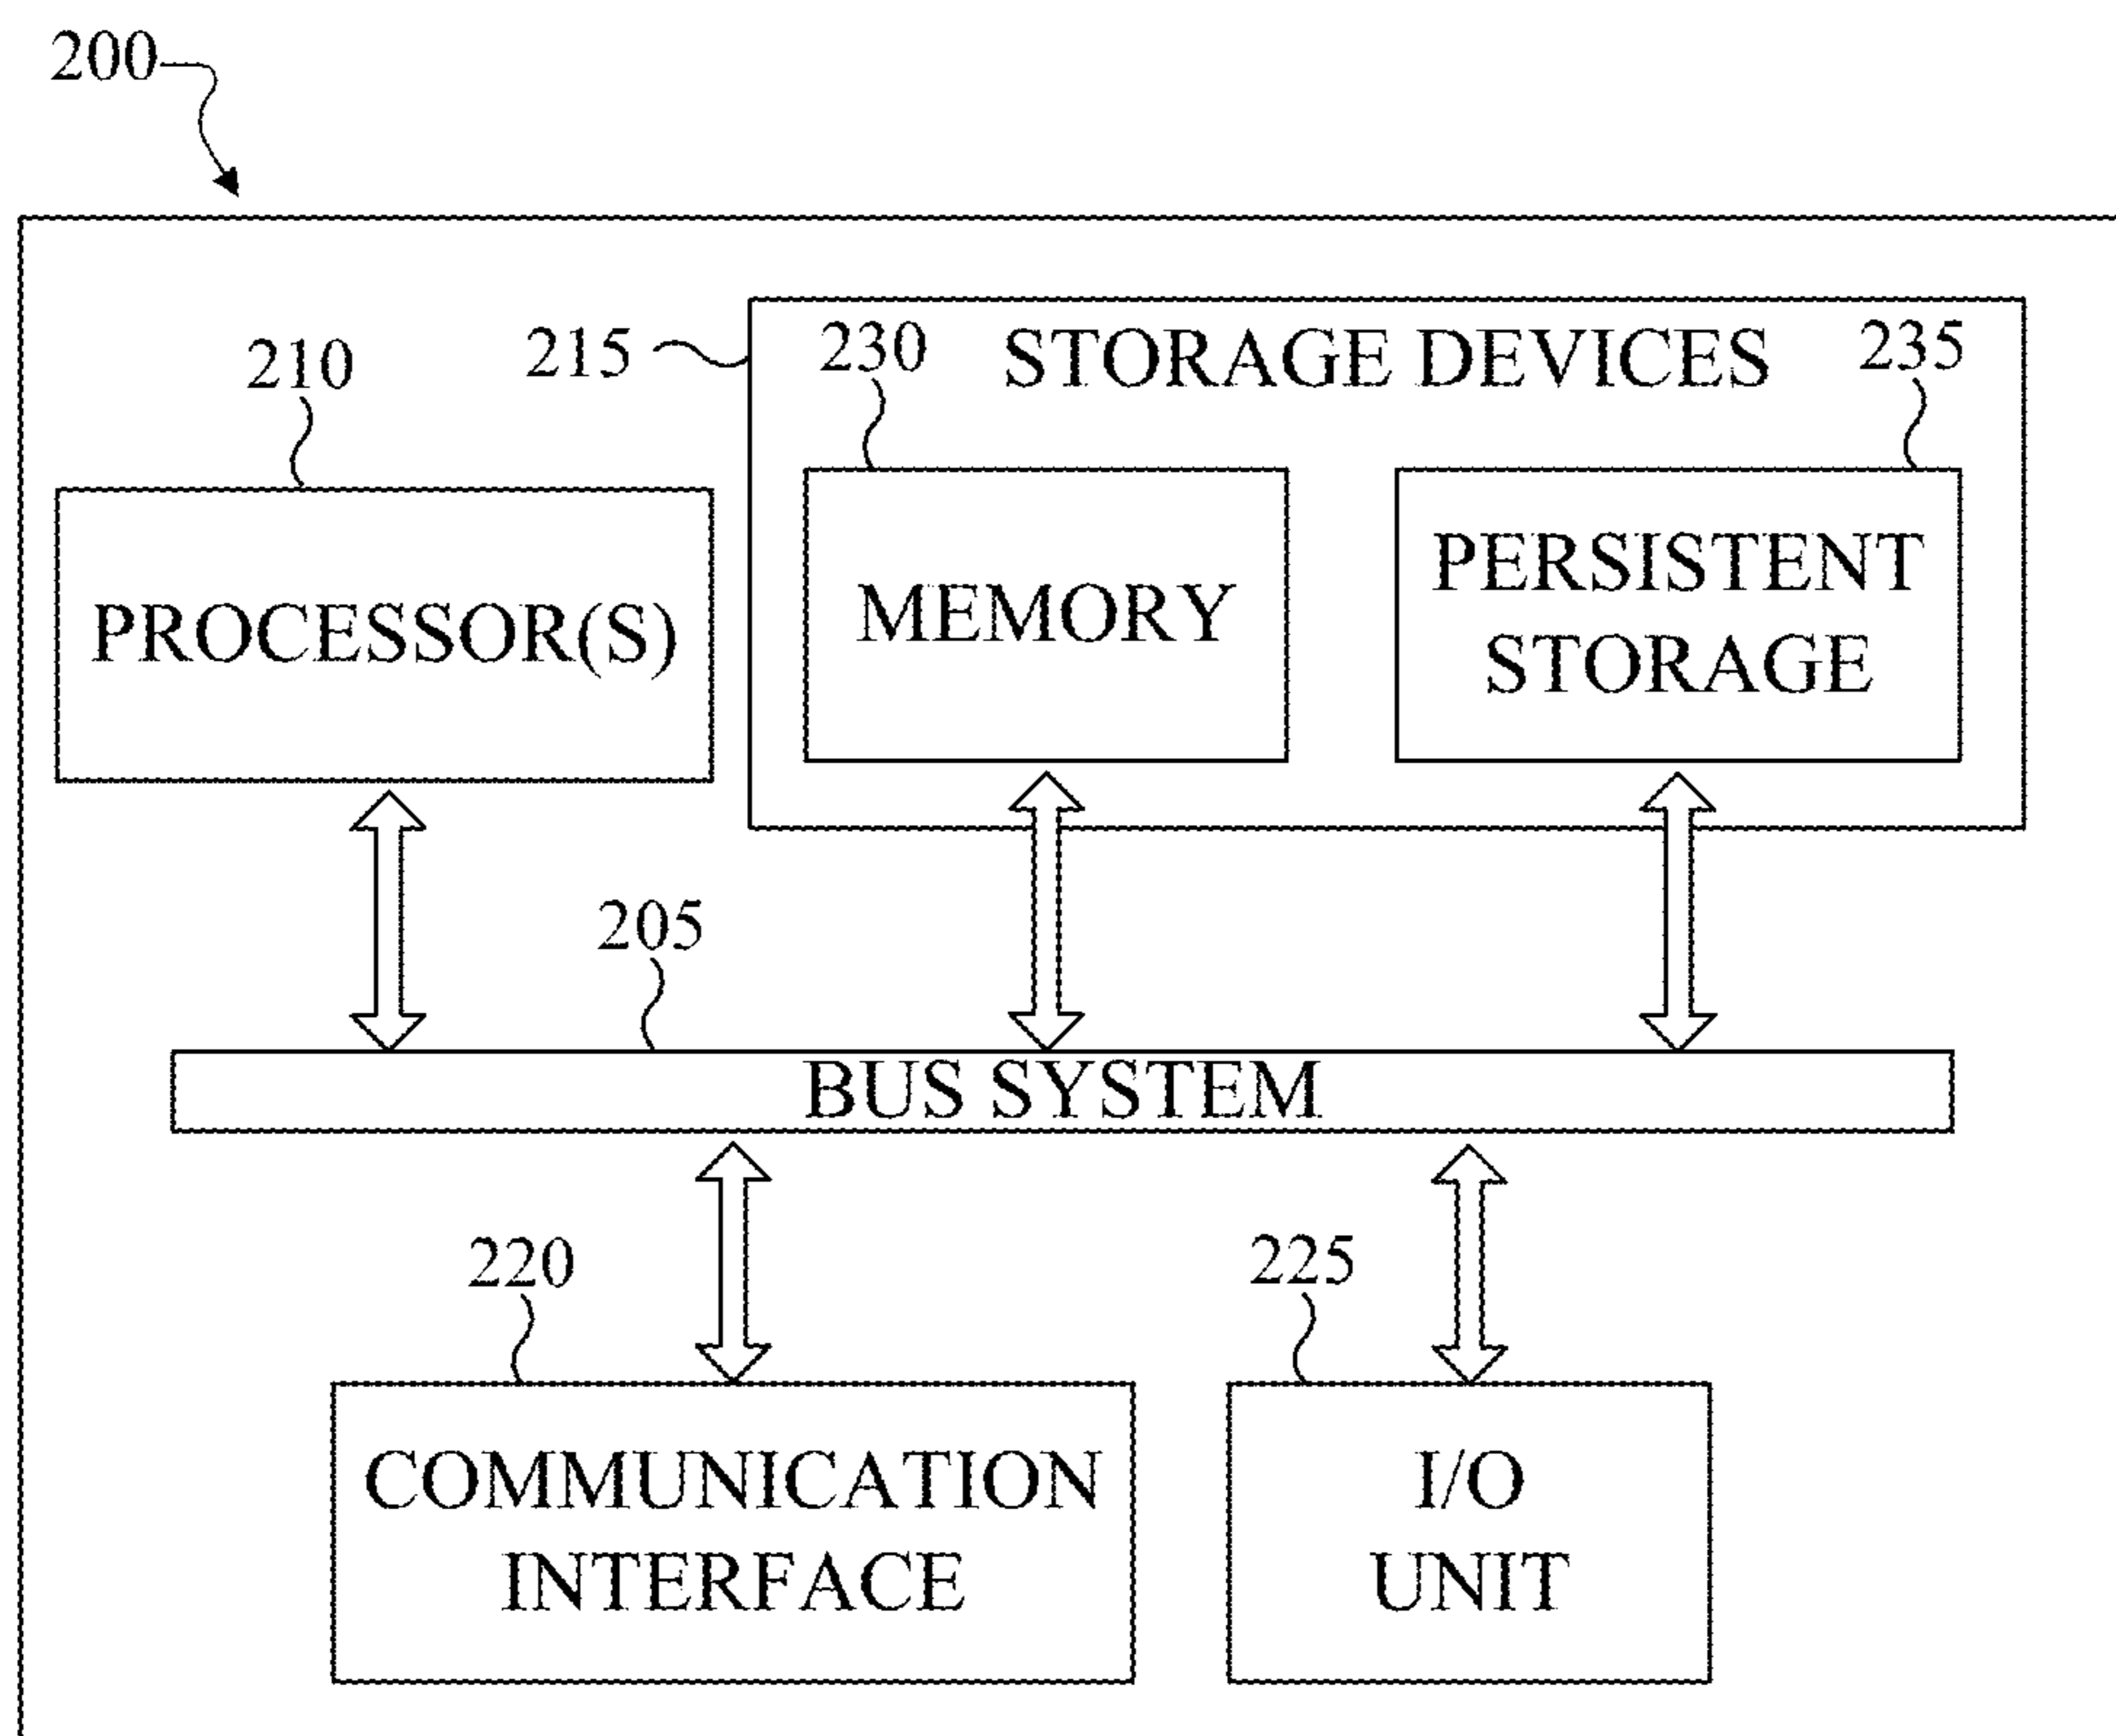 200
210
215
230
STORAGE DEVICES
235
PROCESSOR(S)
MEMORY
PERSISTENT
STORAGE
205
BUS SYSTEM
220
225
COMMUNICATION
INTERFACE
I/O
UNIT